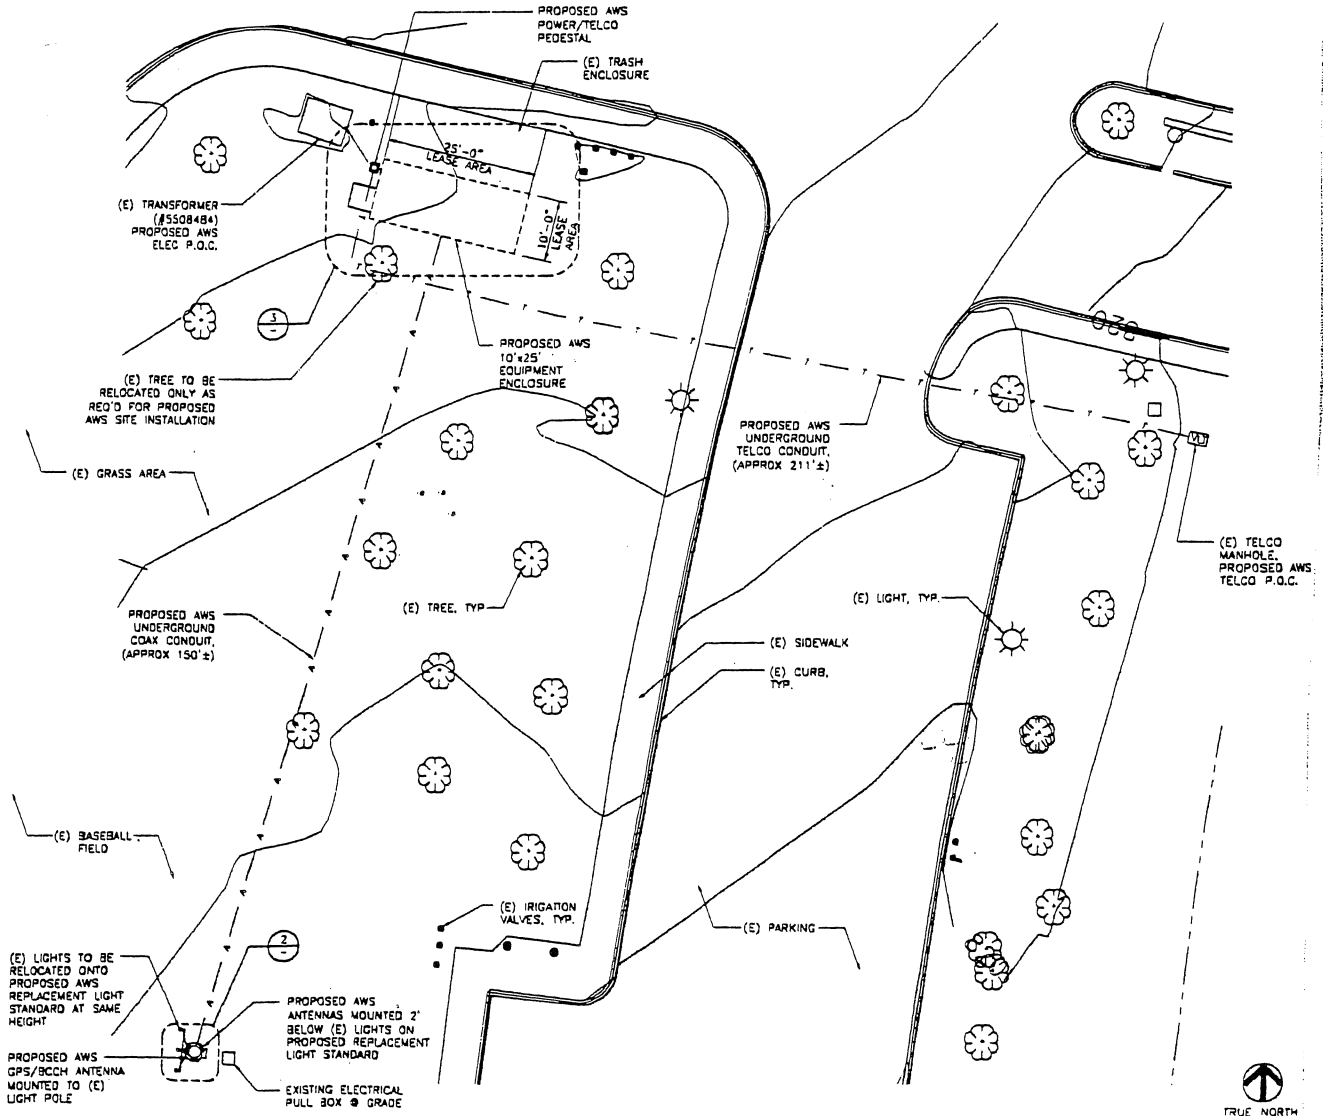 PROPOSED AWS
POWER/TELCO
PEDESTAL
(E) TRASH
ENCLOSURE
25'-0"
LEASE AREA
10'-0"
LEASE
AREA
(E) TRANSFORMER
(#5508484)
PROPOSED AWS
ELEC P.O.C.
3
-
PROPOSED AWS
10'x25'
EQUIPMENT
ENCLOSURE
(E) TREE TO BE
RELOCATED ONLY AS
REQ'D FOR PROPOSED
AWS SITE INSTALLATION
PROPOSED AWS
UNDERGROUND
TELCO CONDUIT,
(APPROX 211'±)
(E) GRASS AREA
(E) TELCO
MANHOLE,
PROPOSED AWS
TELCO P.O.C.
(E) TREE, TYP
(E) LIGHT, TYP.
PROPOSED AWS
UNDERGROUND
COAX CONDUIT,
(APPROX 150'±)
(E) SIDEWALK
(E) CURB,
TYP.
(E) BASEBALL
FIELD
(E) IRIGATION
VALVES, TYP.
(E) PARKING
2
-
(E) LIGHTS TO BE
RELOCATED ONTO
PROPOSED AWS
REPLACEMENT LIGHT
STANDARD AT SAME
HEIGHT
PROPOSED AWS
ANTENNAS MOUNTED 2'
BELOW (E) LIGHTS ON
PROPOSED REPLACEMENT
LIGHT STANDARD
PROPOSED AWS
GPS/BCCH ANTENNA
MOUNTED TO (E)
LIGHT POLE
EXISTING ELECTRICAL
PULL BOX @ GRADE
TRUE NORTH